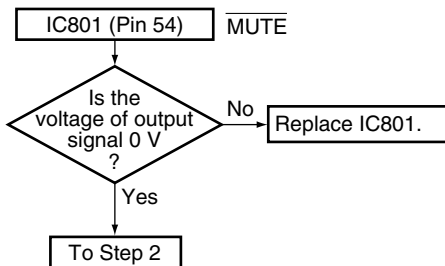 IC801 (Pin 54) MUTE
Is the
voltage of output
signal 0 V
?
No
Replace IC801.
Yes
To Step 2